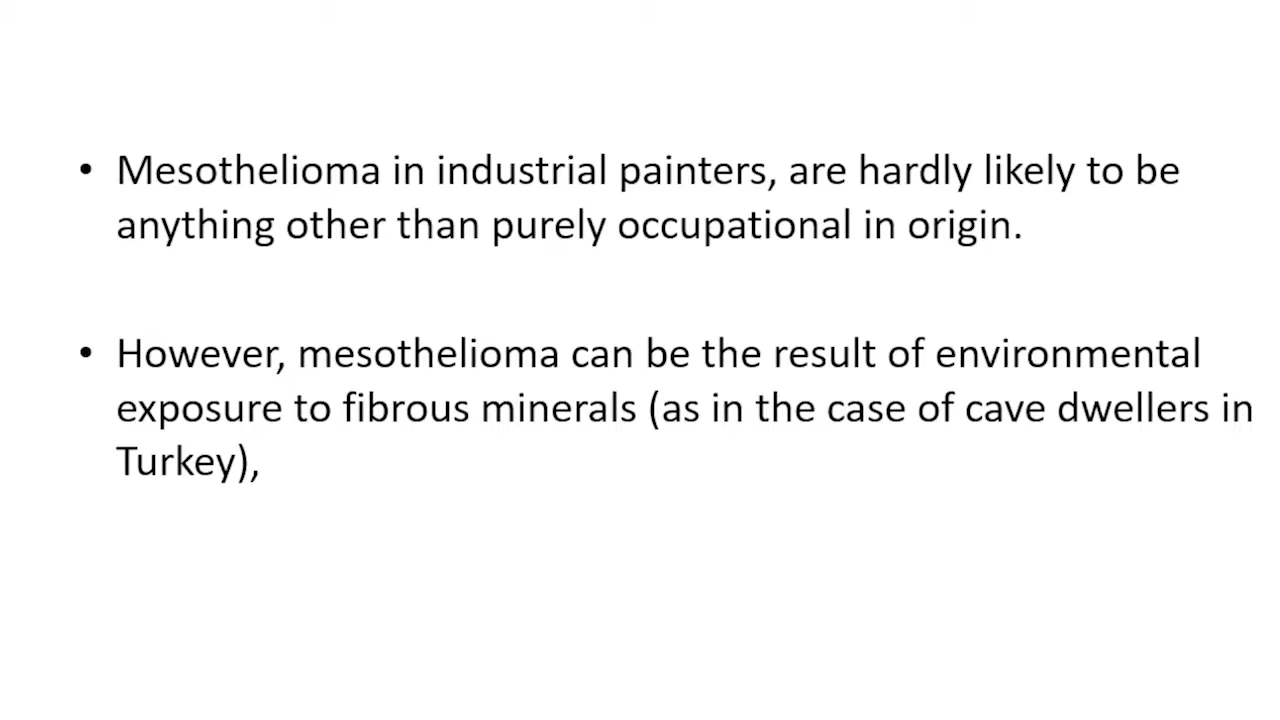 • Mesothelioma in industrial painters, are hardly likely to be
anything other than purely occupational in origin.
• However, mesothelioma can be the result of environmental
exposure to fibrous minerals (as in the case of cave dwellers in
Turkey),